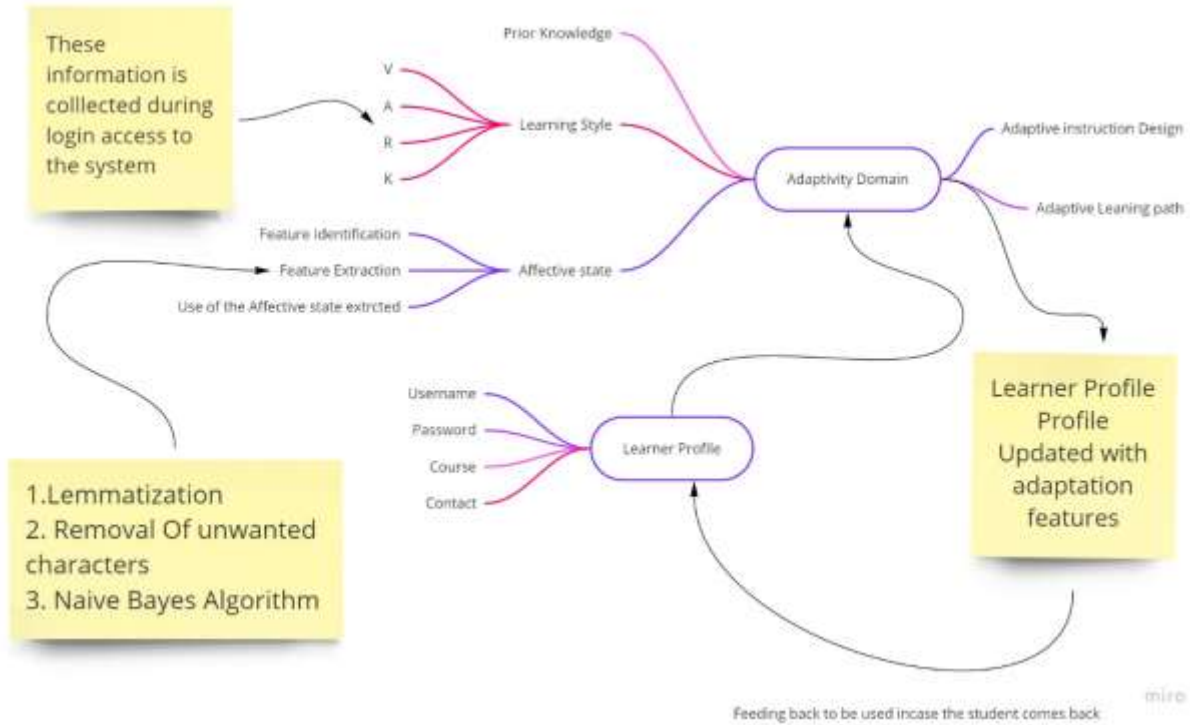 These
information is
colllected during
login access to
the system
Prior Knowledge
V
A
R
K
Learning Style
Adaptivity Domain
Adaptive instruction Design
Adaptive Leaning path
Feature identification
Feature Extraction
Use of the Affective state extrcted
Affective state
Username
Password
Course
Contact
Learner Profile
Learner Profile
Profile
Updated with
adaptation
features
1.Lemmatization
2. Removal Of unwanted
characters
3. Naive Bayes Algorithm
miro
Feeding back to be used incase the student comes back